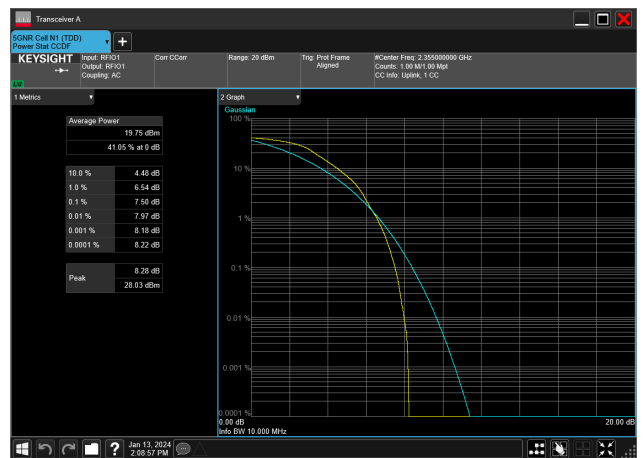 Transceiver A
5GNR Cell N1 (TDD)
Power Stat CCDF
KEYSIGHT
Input: RFIO1
Output: RFIO1
Coupling: AC
Corr CCorr
Range: 20 dBm
Trig: Prot Frame
Aligned
#Center Freq: 2.355000000 GHz
Counts: 1.00 M/1.00 Mpt
CC Info: Uplink, 1 CC
1 Metrics
Average Power
19.75 dBm
41.05 % at 0 dB
10.0 % 4.48 dB
1.0 % 6.54 dB
0.1 % 7.50 dB
0.01 % 7.97 dB
0.001 % 8.18 dB
0.0001 % 8.22 dB
Peak
8.28 dB
28.03 dBm
2 Graph
Gaussian
100 %
10 %
1 %
0.1 %
0.01 %
0.001 %
0.0001 %
0.00 dB
20.00 dB
Info BW 10.000 MHz
Jan 13, 2024
2:08:57 PM